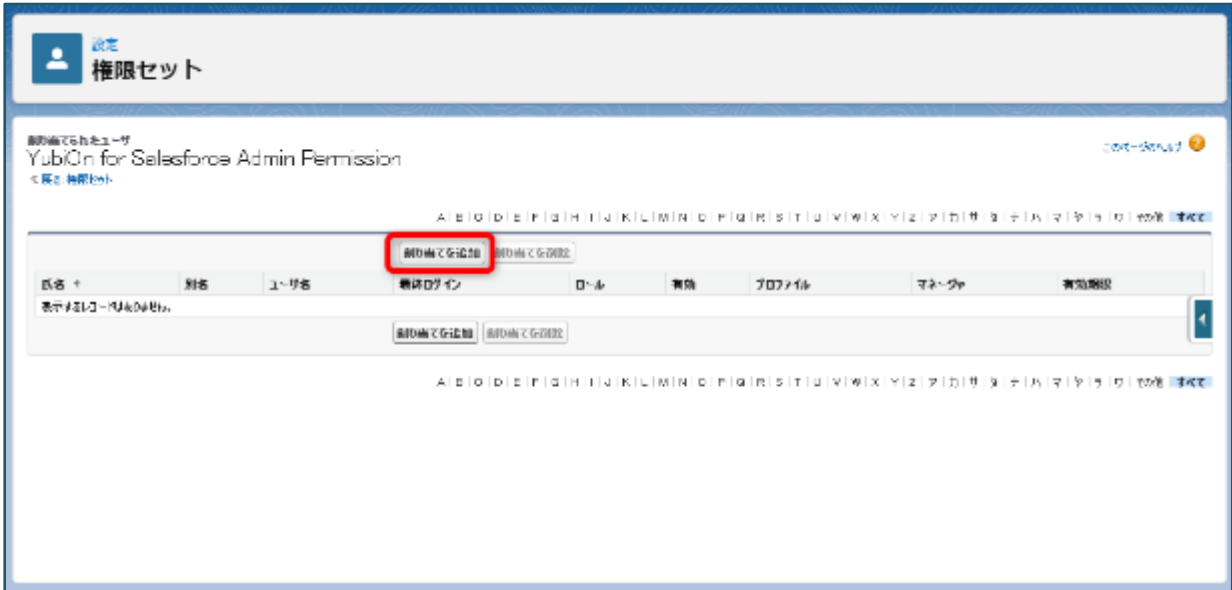 設定
権限セット
割り当てられたユーザ
YubiOn for Salesforce Admin Permission
このページのヘルプ
« 戻る: 権限セット
A | B | C | D | E | F | G | H | I | J | K | L | M | N | O | P | Q | R | S | T | U | V | W | X | Y | Z | ア | カ | サ | タ | ナ | ハ | マ | ヤ | ラ | ワ | その他 | すべて
割り当てを追加 割り当てを削除
氏名 ↑ 別名 ユーザ名 最終ログイン ロール 有効 プロファイル マネージャ 有効期限
表示するレコードはありません。
割り当てを追加 割り当てを削除
A | B | C | D | E | F | G | H | I | J | K | L | M | N | O | P | Q | R | S | T | U | V | W | X | Y | Z | ア | カ | サ | タ | ナ | ハ | マ | ヤ | ラ | ワ | その他 | すべて